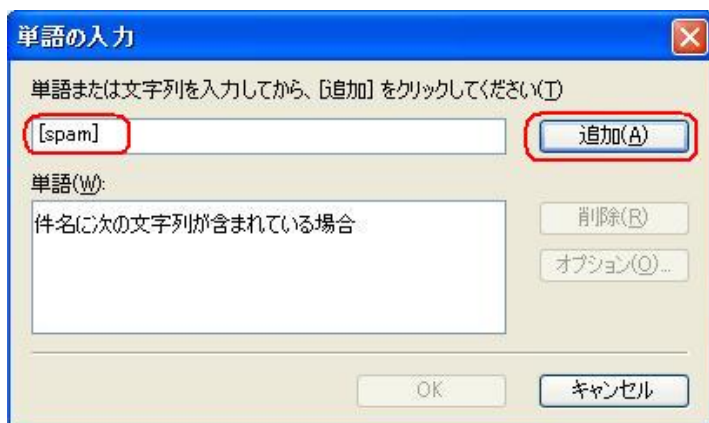 単語の入力
単語または文字列を入力してから、[追加] をクリックしてください(T)
[spam]
追加(A)
単語(W):
件名に次の文字列が含まれている場合
削除(R)
オプション(O)...
OK
キャンセル